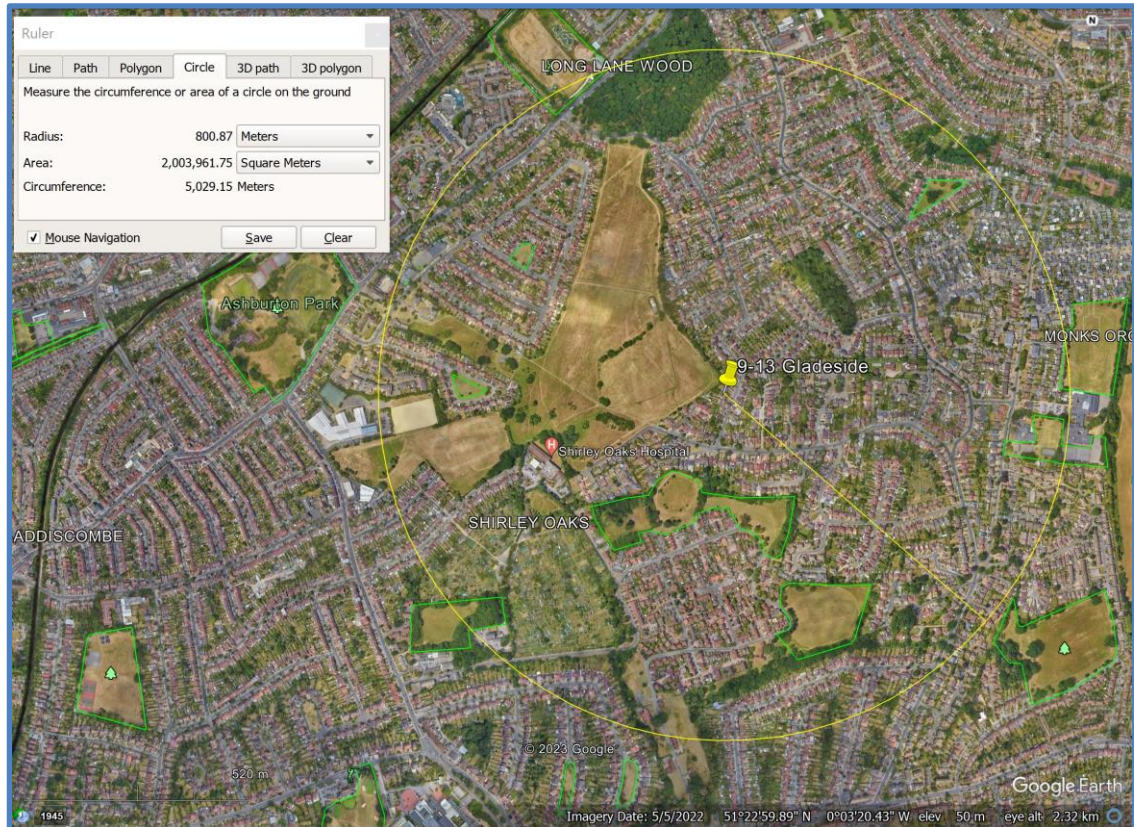 Ruler
Line Path Polygon Circle 3D path 3D polygon
Measure the circumference or area of a circle on the ground
Radius: 800.87 Meters
Area: 2,003,961.75 Square Meters
Circumference: 5,029.15 Meters
Mouse Navigation Save Clear
N
LONG LANE WOOD
Ashburton Park
MONKS ORC
9-13 Gladeside
H
Shirley Oaks Hospital
SHIRLEY OAKS
ADDISCOMBE
© 2023 Google
520 m
Google Earth
1945
Imagery Date: 5/5/2022 51°22'59.89" N 0°03'20.43" W elev 50 m eye alt 2.32 km